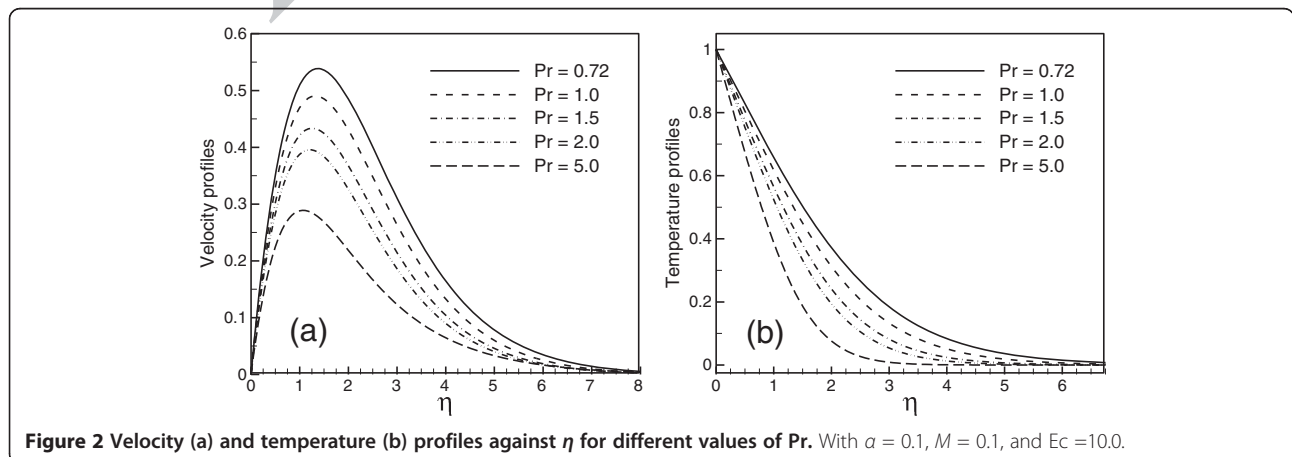 0.6
0.5
0.4
0.3
0.2
0.1
0
Velocity profiles
Pr = 0.72
Pr = 1.0
Pr = 1.5
Pr = 2.0
Pr = 5.0
(a)
0 1 2 3 4 5 6 7 8
η
1
0.8
0.6
0.4
0.2
0
Temperature profiles
Pr = 0.72
Pr = 1.0
Pr = 1.5
Pr = 2.0
Pr = 5.0
(b)
0 1 2 3 4 5 6
η
Figure 2 Velocity (a) and temperature (b) profiles against η for different values of Pr. With α = 0.1, M = 0.1, and Ec =10.0.